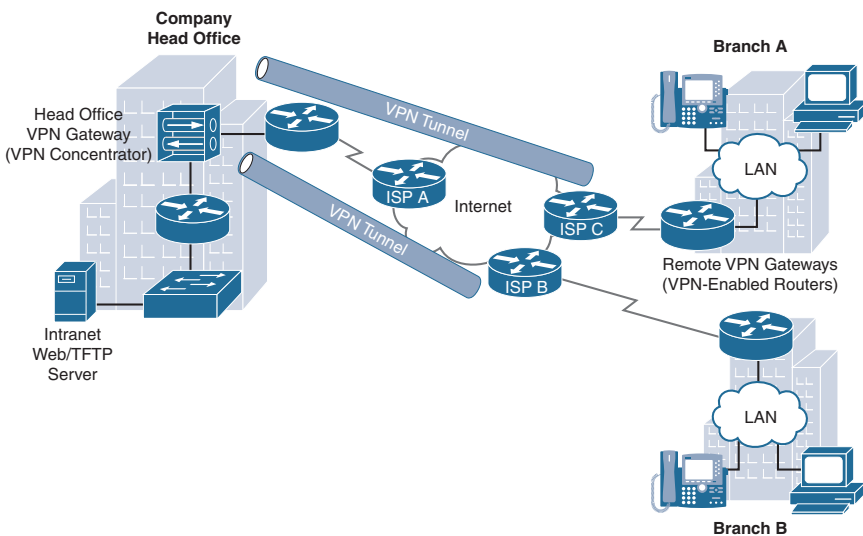 Company
Head Office
Head Office
VPN Gateway
(VPN Concentrator)
Intranet
Web/TFTP
Server
VPN Tunnel
VPN Tunnel
ISP A
Internet
ISP C
ISP B
Branch A
LAN
Remote VPN Gateways
(VPN-Enabled Routers)
LAN
Branch B